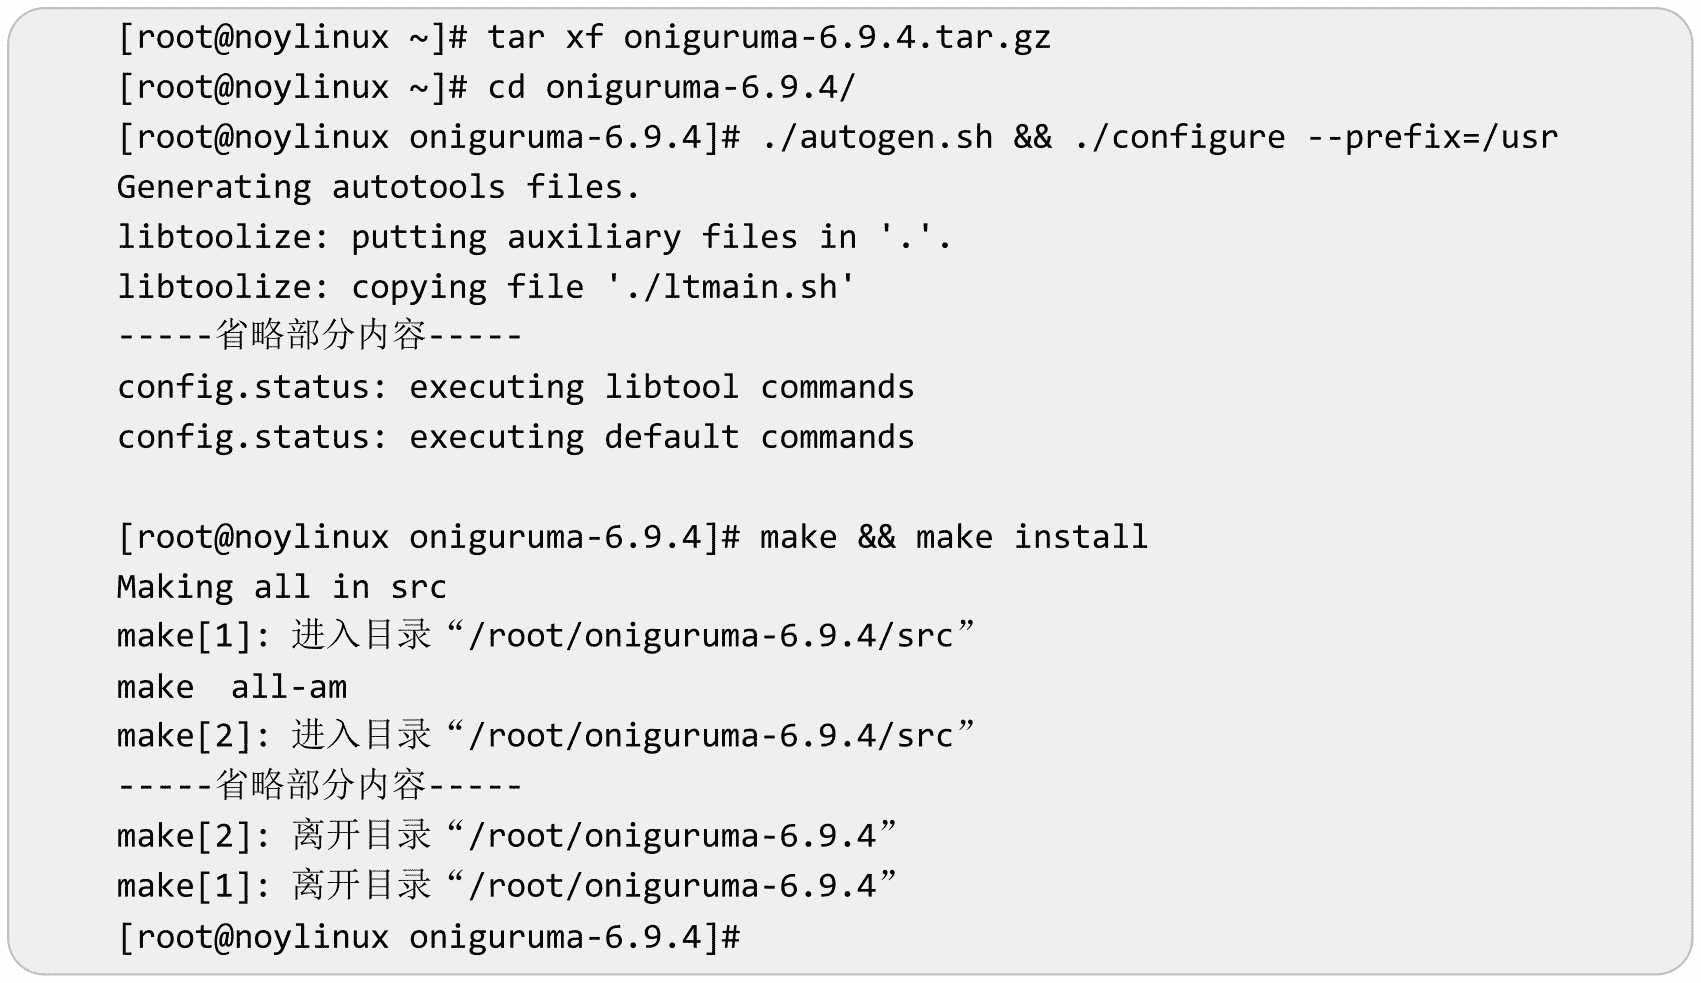 [root@noylinux ~]# tar xf oniguruma-6.9.4.tar.gz
[root@noylinux ~]# cd oniguruma-6.9.4/
[root@noylinux oniguruma-6.9.4]# ./autogen.sh && ./configure --prefix=/usr
Generating autotools files.
libtoolize: putting auxiliary files in '.'.
libtoolize: copying file './ltmain.sh'
-----省略部分内容-----
config.status: executing libtool commands
config.status: executing default commands

[root@noylinux oniguruma-6.9.4]# make && make install
Making all in src
make[1]: 进入目录“/root/oniguruma-6.9.4/src”
make  all-am
make[2]: 进入目录“/root/oniguruma-6.9.4/src”
-----省略部分内容-----
make[2]: 离开目录“/root/oniguruma-6.9.4”
make[1]: 离开目录“/root/oniguruma-6.9.4”
[root@noylinux oniguruma-6.9.4]#